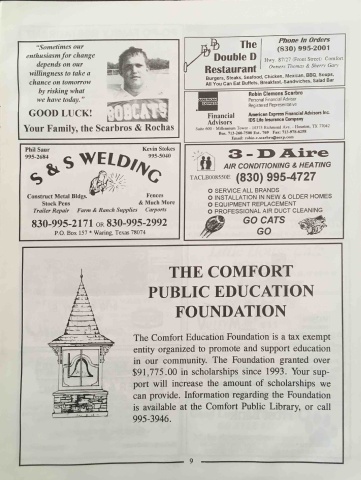 "Sometimes our
enthusiasm for change
depends on our
willingness to take a
chance on tomorrow
by risking what
we have today."
GOOD LUCK!
BOBCATS
Your Family, the Scarbros & Rochas
DDD
The
Double D
Restaurant
Phone in Orders
(830) 995-2001
Hwy. 87/27 (Front Street) Comfort
Owners: Thomas & Sherry Gary
Burgers, Steaks, Seafood, Chicken, Mexican, BBQ, Soups,
All You Can Eat Buffets, Breakfast, Sandwiches, Salad Bar
Financial
Advisors
Robin Clemens Scarbro
Personal Financial Advisor
Registered Representative
American Express Financial Advisors Inc.
IDS Life Insurance Company
Phil Saur
995-2684
Kevin Stokes
995-5040
S & S WELDING
Construct Metal Bldgs.
Stock Pens
Fences
& Much More
Trailer Repair Farm & Ranch Supplies Carports
830-995-2171 OR 830-995-2992
P.O. Box 157 * Waring, Texas 78074
3-D Aire
AIR CONDITIONING & HEATING
TACLB008550E (830) 995-4727
SERVICE ALL BRANDS
INSTALLATION IN NEW & OLDER HOMES
EQUIPMENT REPLACEMENT
PROFESSIONAL AIR DUCT CLEANING
GO CATS
GO
THE COMFORT
PUBLIC EDUCATION
FOUNDATION
The Comfort Education Foundation is a tax exempt
entity organized to promote and support education
in our community. The Foundation granted over
$91,775.00 in scholarships since 1993. Your sup-
port will increase the amount of scholarships we
can provide. Information regarding the Foundation
is available at the Comfort Public Library, or call
995-3946.
9